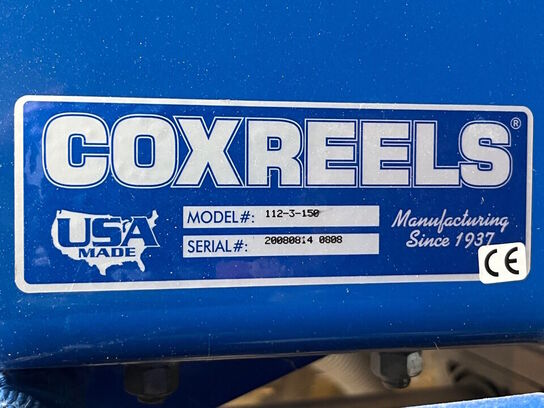 COXREELS®
USA
MADE
MODEL#: 112-3-150
SERIAL#: 20080814 0808
Manufacturing
Since 1937
CE